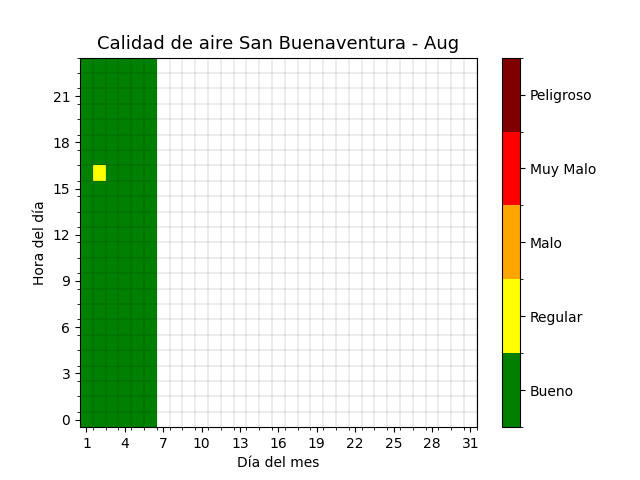 Calidad de aire San Buenaventura - Aug
Hora del día
21
18
15
12
9
6
3
0
1 4 7 10 13 16 19 22 25 28 31
Día del mes
Peligroso
Muy Malo
Malo
Regular
Bueno